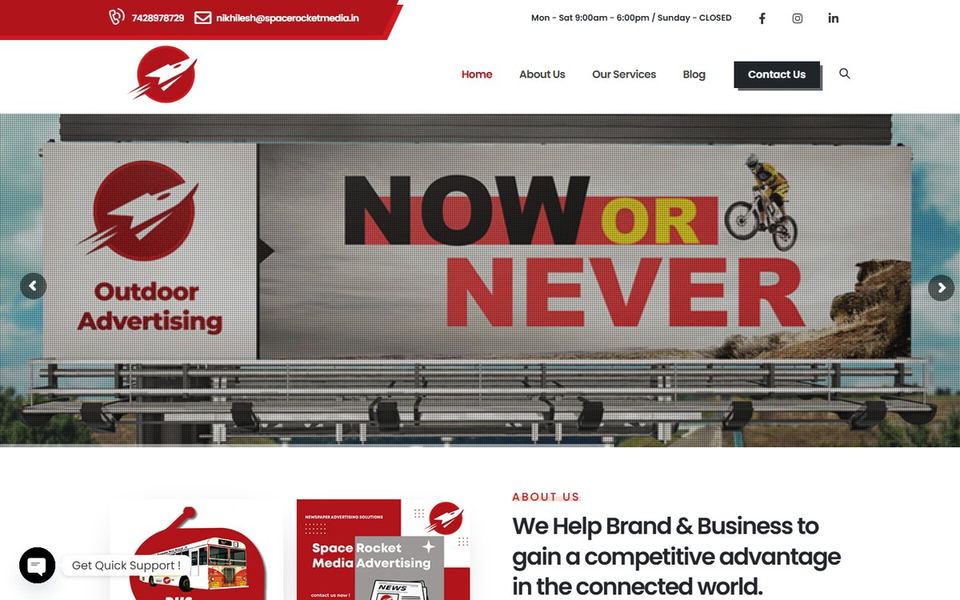 7428978729
nikhilesh@spacerocketmedia.in
Mon - Sat 9:00am - 6:00pm / Sunday - CLOSED
Home
About Us
Our Services
Blog
Contact Us
Outdoor
Advertising
NOW OR
NEVER
ABOUT US
We Help Brand & Business to
gain a competitive advantage
in the connected world.
NEWSPAPER ADVERTISING SOLUTIONS
Space Rocket
Media Advertising
contact us now !
NEWS
BUS
Get Quick Support !